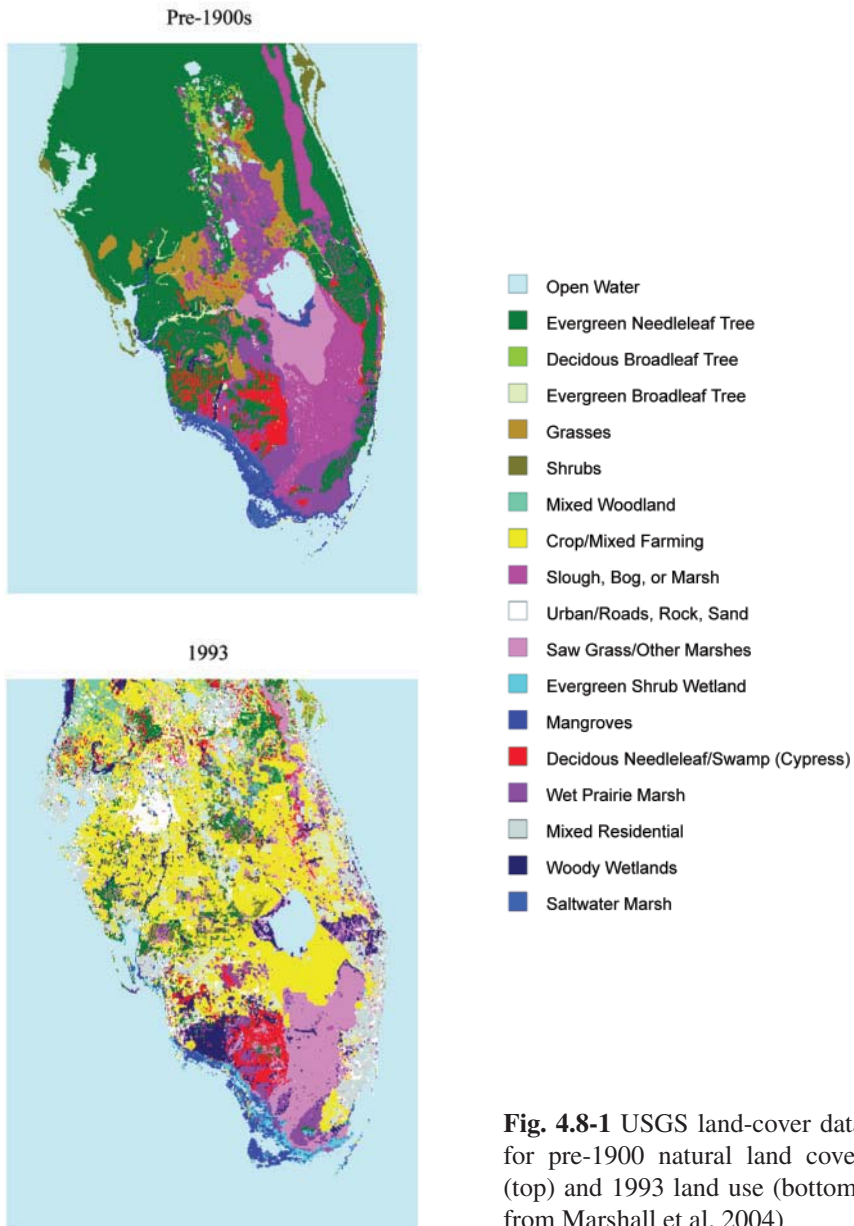 Pre-1900s
Open Water
Evergreen Needleleaf Tree
Decidous Broadleaf Tree
Evergreen Broadleaf Tree
Grasses
Shrubs
Mixed Woodland
Crop/Mixed Farming
Slough, Bog, or Marsh
Urban/Roads, Rock, Sand
Saw Grass/Other Marshes
Evergreen Shrub Wetland
Mangroves
Decidous Needleleaf/Swamp (Cypress)
Wet Prairie Marsh
Mixed Residential
Woody Wetlands
Saltwater Marsh
1993
Fig. 4.8-1 USGS land-cover data
for pre-1900 natural land cove
(top) and 1993 land use (bottom
from Marshall et al. 2004)